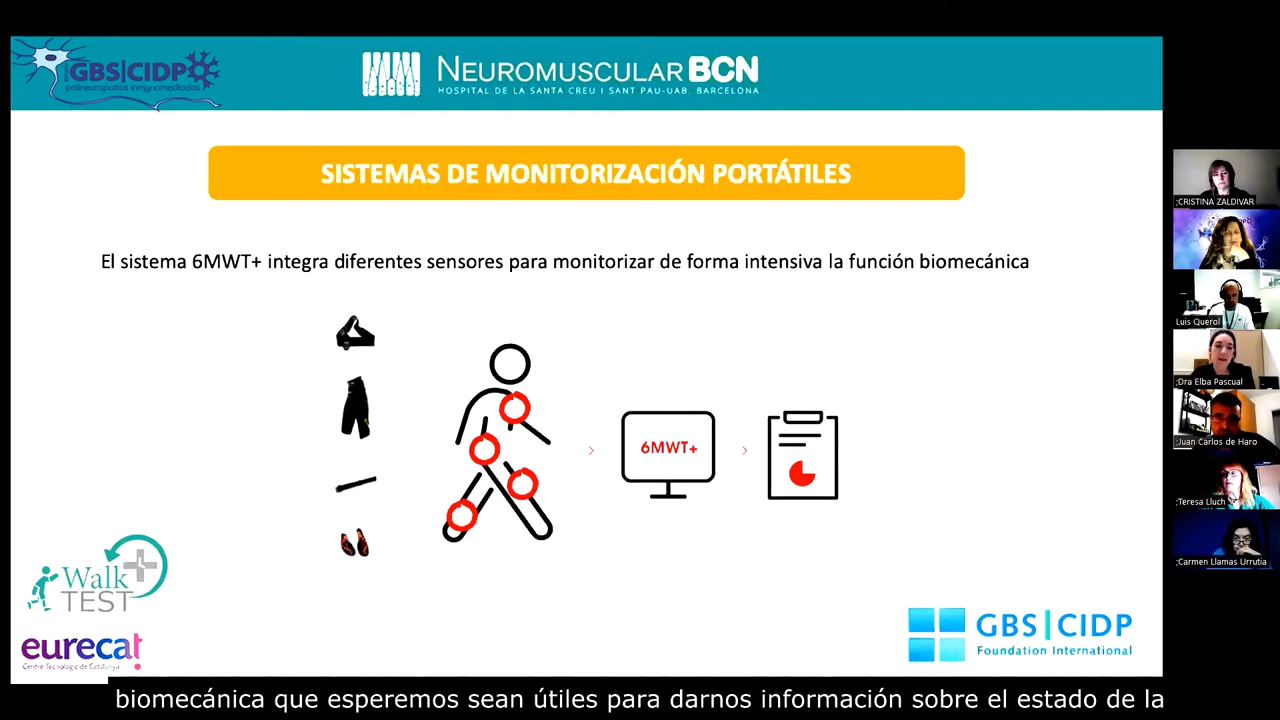 GBS|CIDP
polineuropatías inmunomediadas
NEUROMUSCULAR BCN
HOSPITAL DE LA SANTA CREU I SANT PAU-UAB. BARCELONA
SISTEMAS DE MONITORIZACIÓN PORTÁTILES
El sistema 6MWT+ integra diferentes sensores para monitorizar de forma intensiva la función biomecánica
6MWT+
Walk
TEST
eurecat
Centre Tecnològic de Catalunya
GBS|CIDP
Foundation International
;CRISTINA ZALDIVAR
Luis Querol
;Dra Elba Pascual
;Juan Carlos de Haro
;Teresa Lluch
;Carmen Llamas Urrutia
biomecánica que esperemos sean útiles para darnos información sobre el estado de la